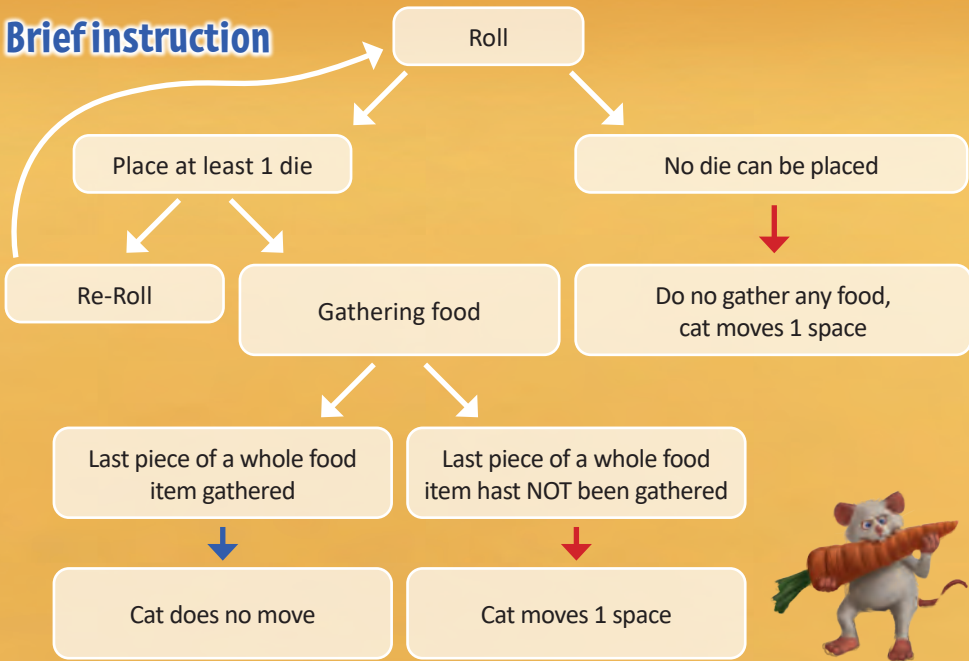 Brief instruction
Roll
Place at least 1 die
No die can be placed
Re-Roll
Gathering food
Do no gather any food,
cat moves 1 space
Last piece of a whole food
item gathered
Last piece of a whole food
item hast NOT been gathered
Cat does no move
Cat moves 1 space